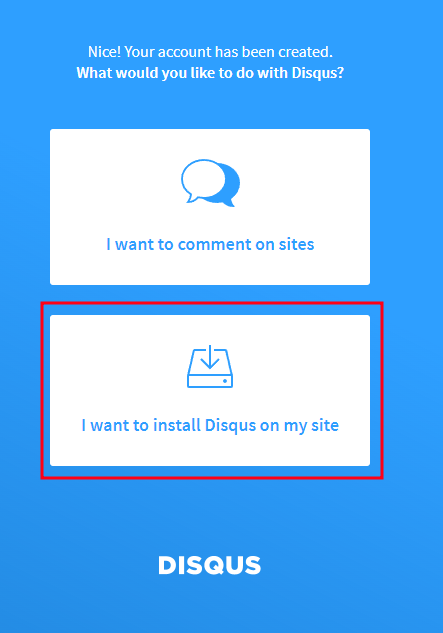 Nice! Your account has been created.
What would you like to do with Disqus?
I want to comment on sites
I want to install Disqus on my site
DISQUS